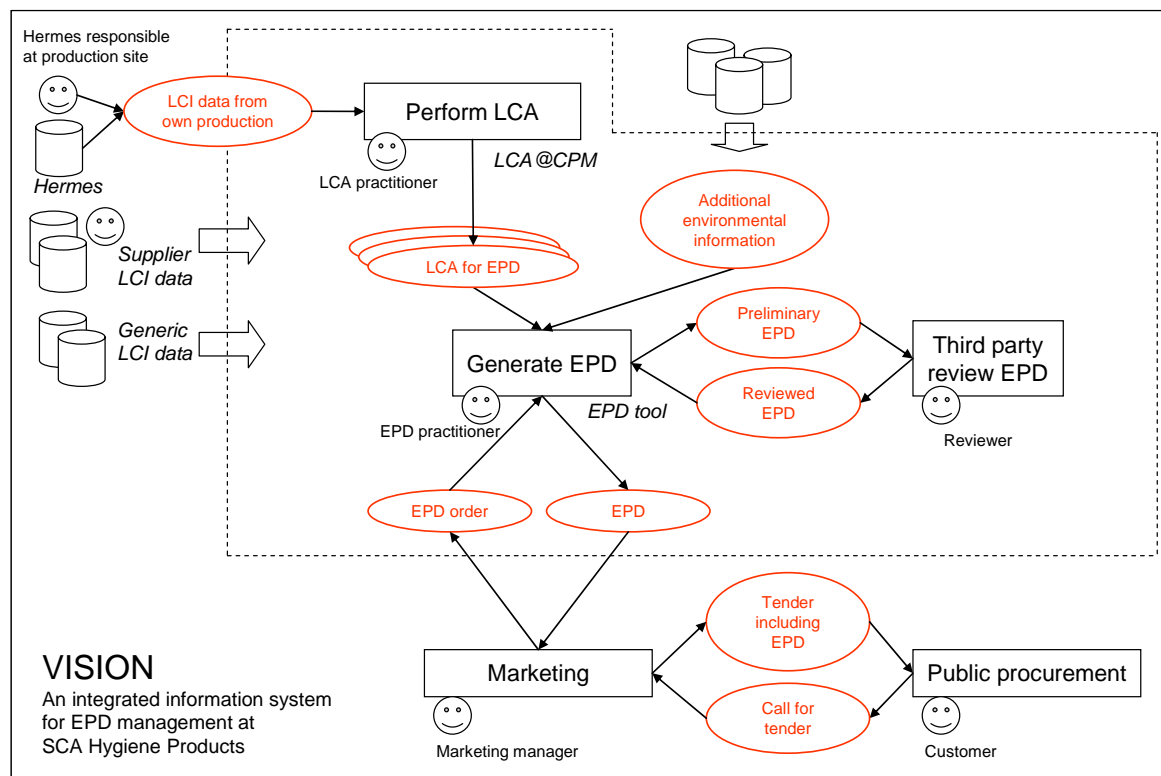 Hermes responsible
at production site
LCI data from
own production
Perform LCA
LCA@CPM
LCA practitioner
Hermes
Supplier
LCI data
Generic
LCI data
Additional
environmental
information
LCA for EPD
Preliminary
EPD
Generate EPD
Third party
review EPD
Reviewed
EPD
EPD tool
EPD practitioner
Reviewer
EPD order
EPD
Tender
including
EPD
Marketing
Public procurement
Call for
tender
Marketing manager
Customer
VISION
An integrated information system
for EPD management at
SCA Hygiene Products